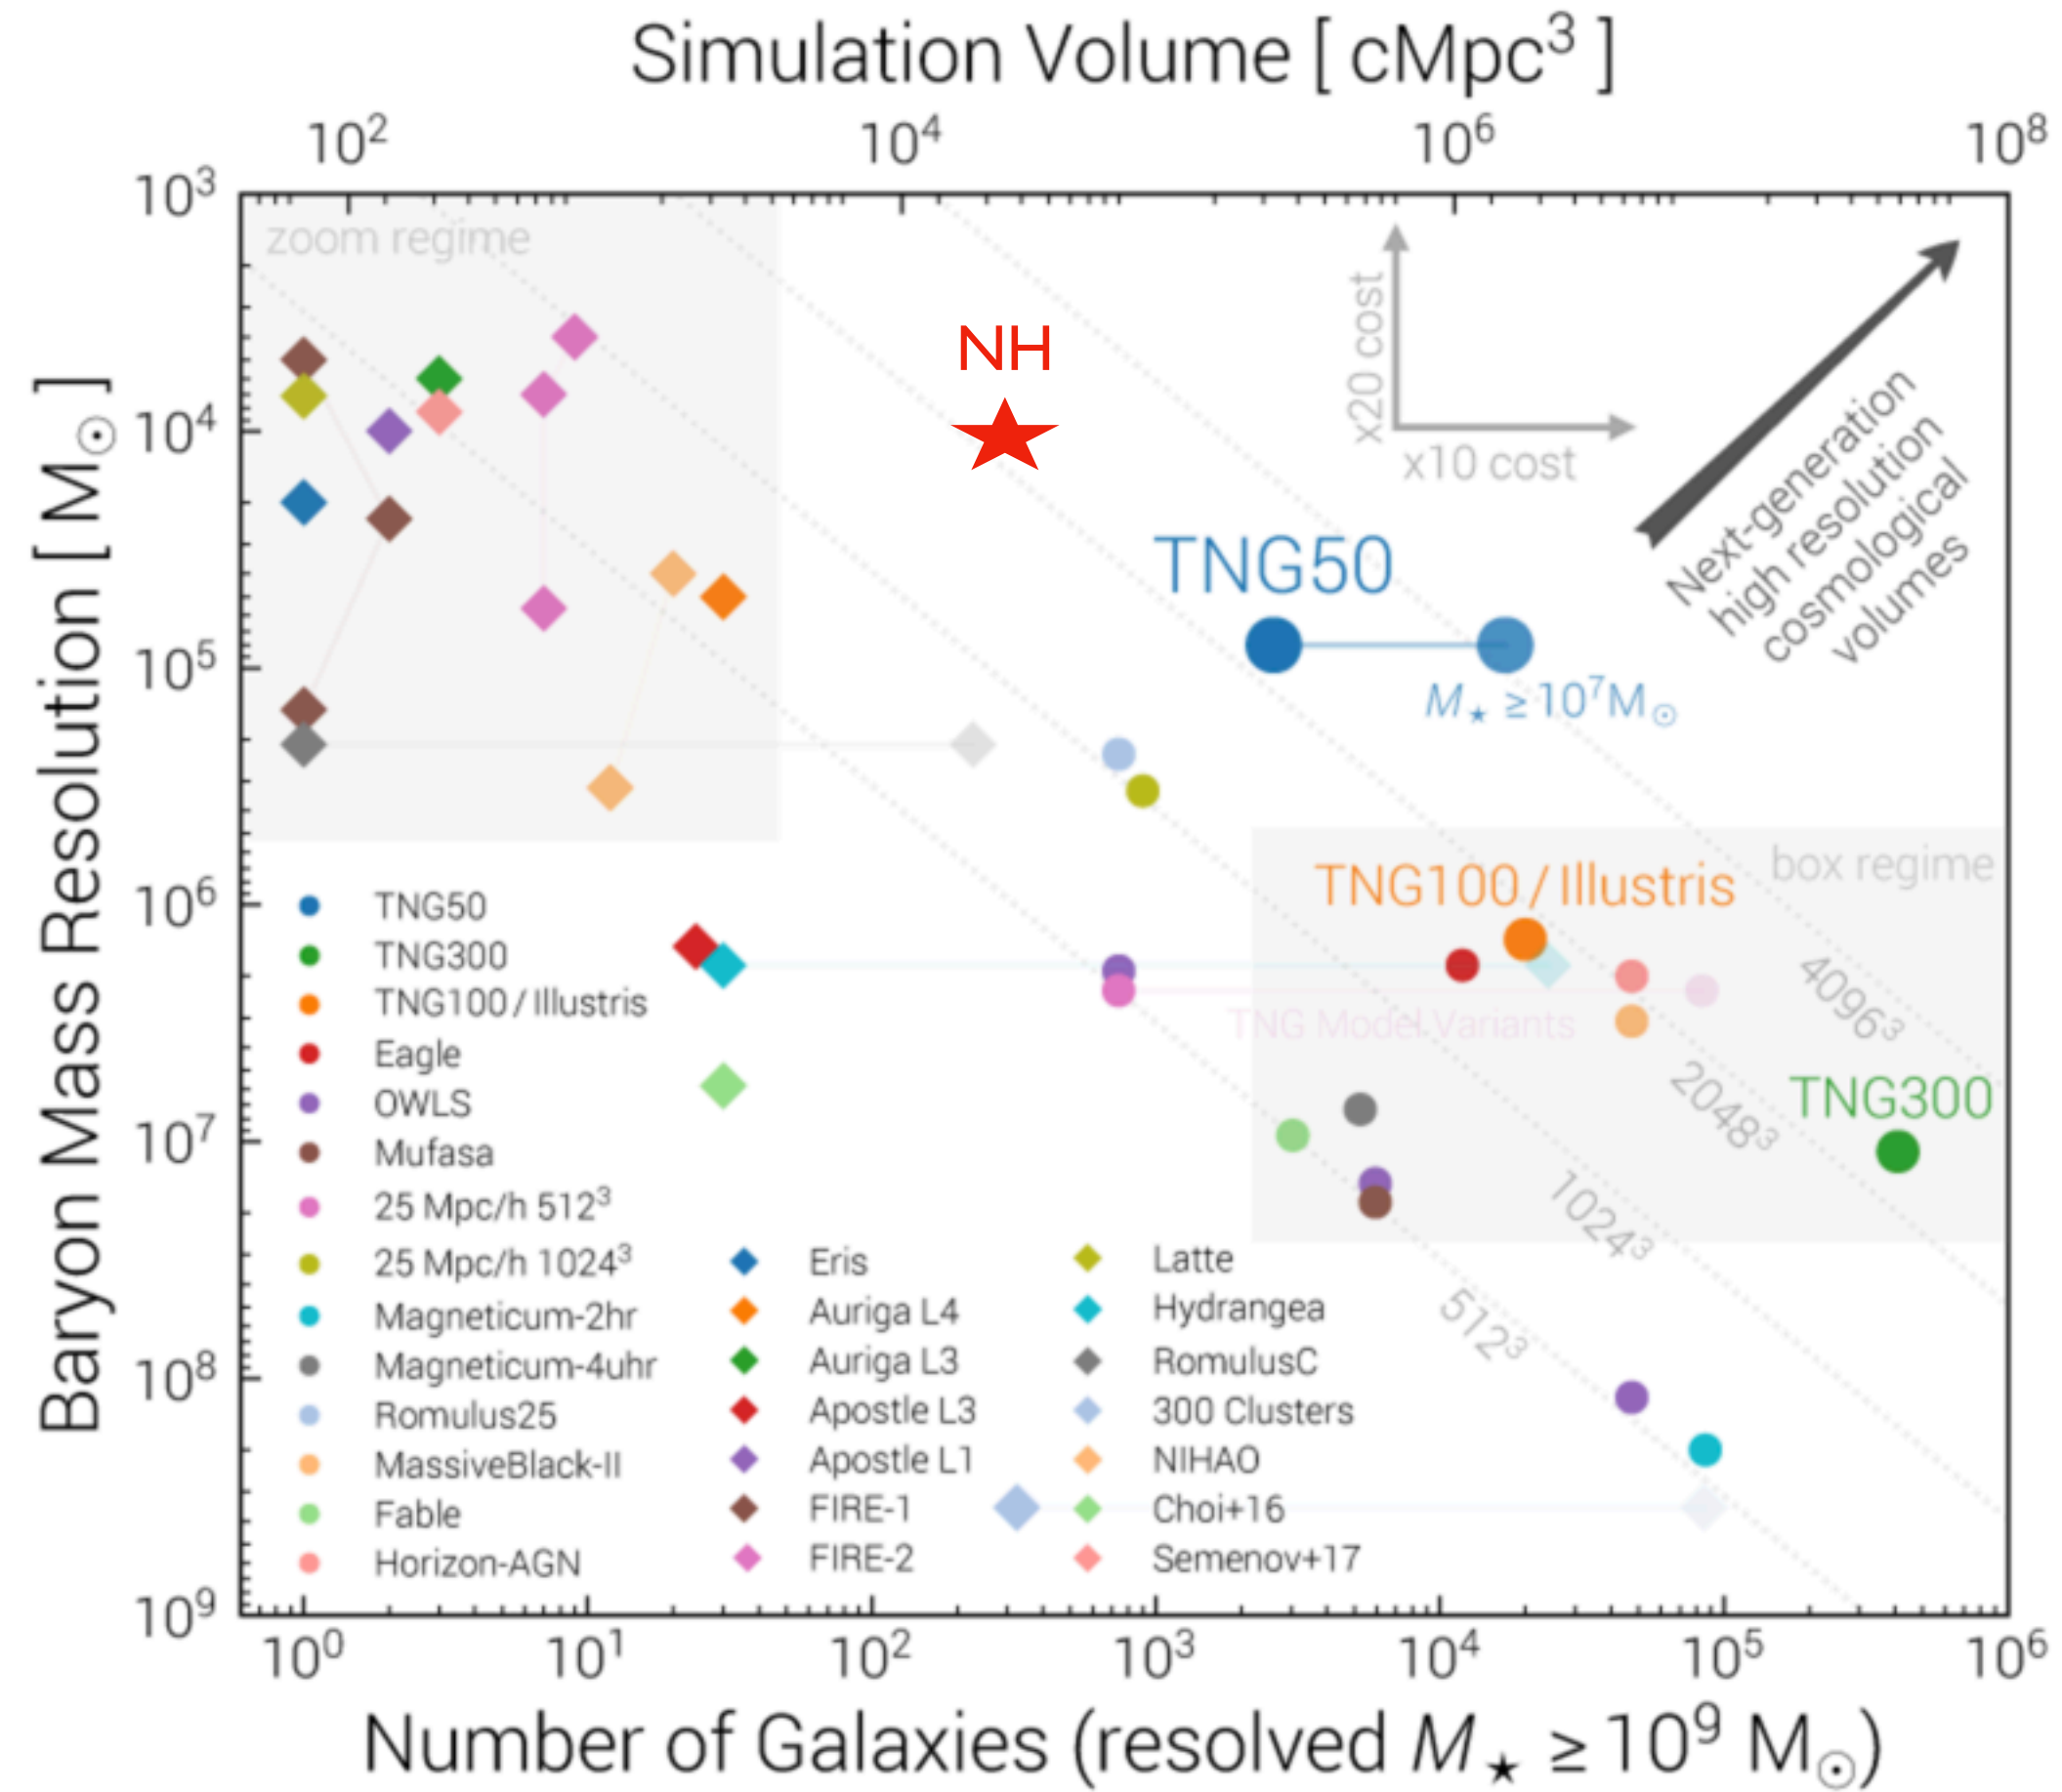 Simulation Volume [ cMpc³ ]
10² 10⁴ 10⁶ 10⁸
10³
10⁴
10⁵
10⁶
10⁷
10⁸
10⁹
Baryon Mass Resolution [ M☉ ]
zoom regime
NH
x20 cost
x10 cost
Next-generation
high resolution
cosmological
volumes
TNG50
M★ ≥ 10⁷M☉
box regime
TNG100 / Illustris
TNG Model Variants
TNG300
4096³
2048³
1024³
512³
TNG50
TNG300
TNG100 / Illustris
Eagle
OWLS
Mufasa
25 Mpc/h 512³
25 Mpc/h 1024³
Magneticum-2hr
Magneticum-4uhr
Romulus25
MassiveBlack-II
Fable
Horizon-AGN
Eris
Auriga L4
Auriga L3
Apostle L3
Apostle L1
FIRE-1
FIRE-2
Latte
Hydrangea
RomulusC
300 Clusters
NIHAO
Choi+16
Semenov+17
10⁰ 10¹ 10² 10³ 10⁴ 10⁵ 10⁶
Number of Galaxies (resolved M★ ≥ 10⁹ M☉)